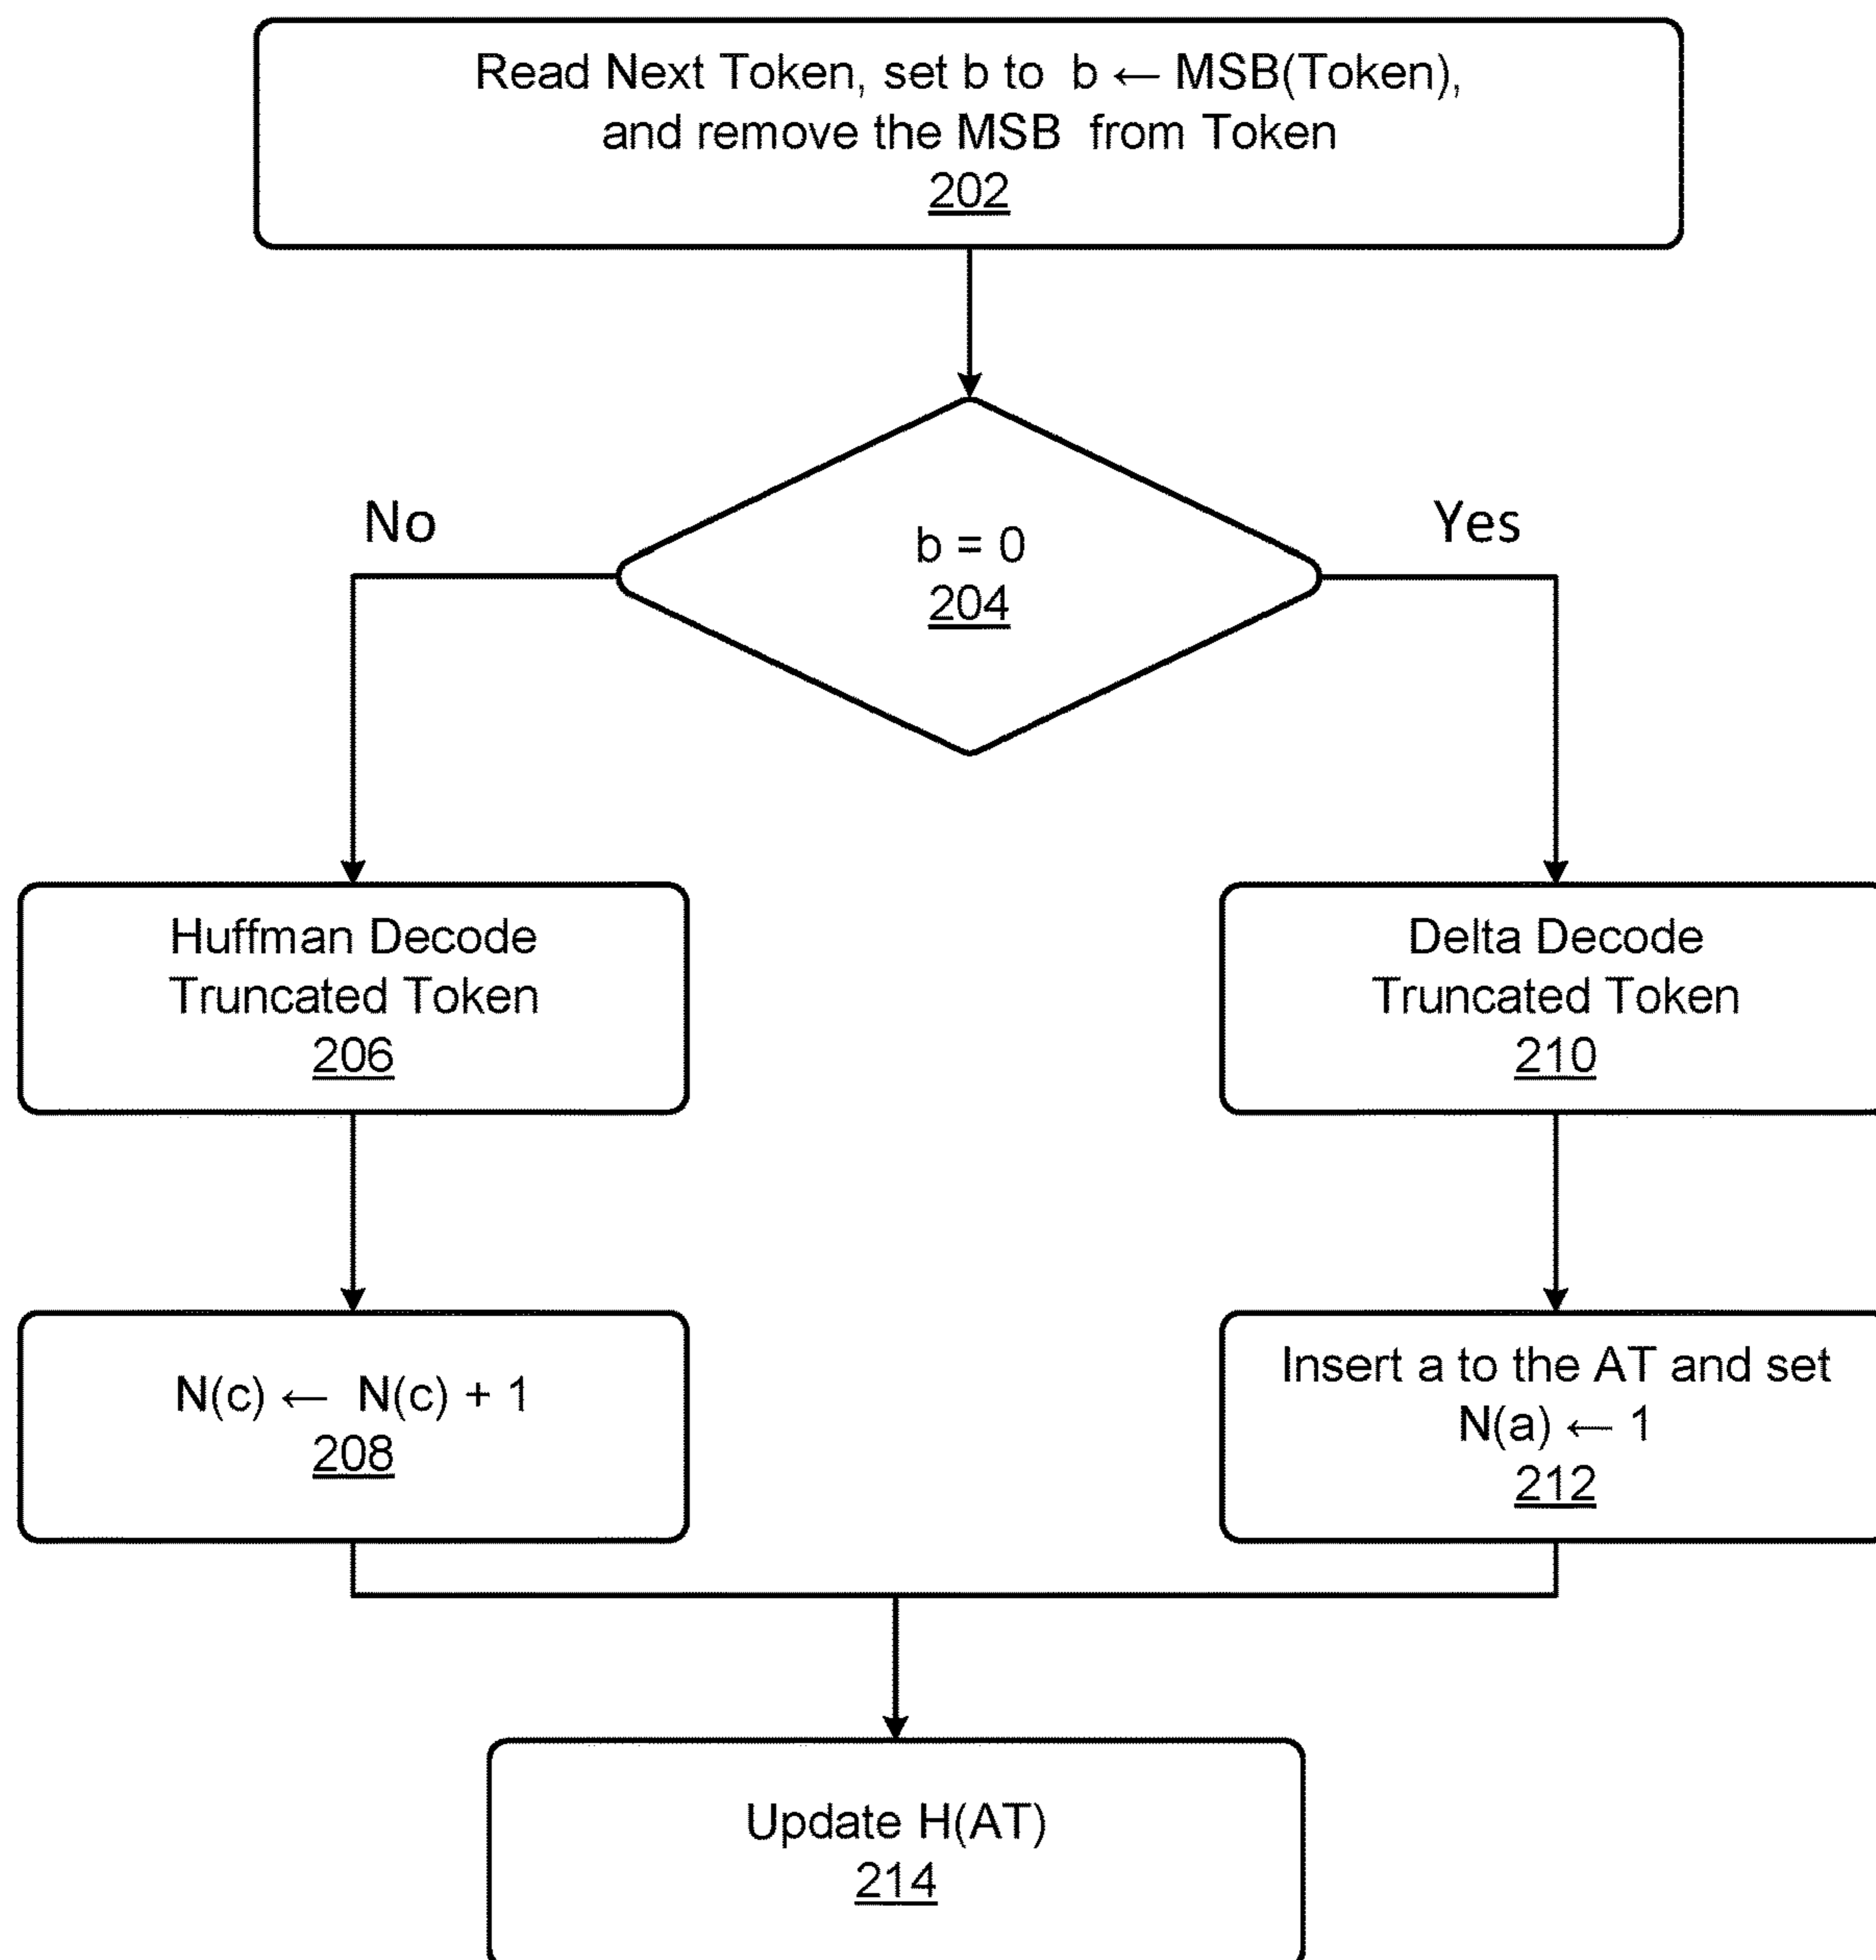 Read Next Token, set b to b ← MSB(Token),
and remove the MSB from Token
202
No
Yes
b = 0
204
Huffman Decode
Truncated Token
206
Delta Decode
Truncated Token
210
N(c) ← N(c) + 1
208
Insert a to the AT and set
N(a) ← 1
212
Update H(AT)
214